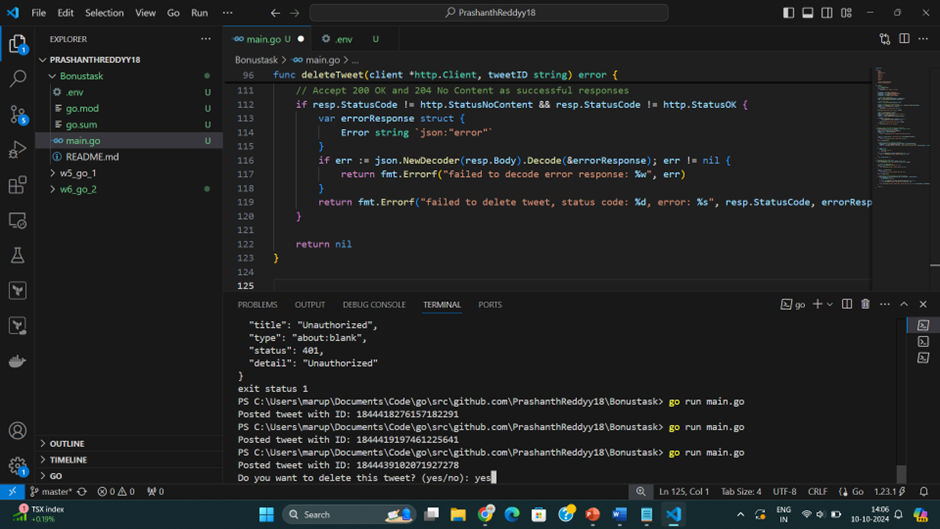 File Edit Selection View Go Run ··· PrashanthReddyy18
EXPLORER ···
PRASHANTHREDDYY18
Bonustask
.env U
go.mod U
go.sum U
main.go U
README.md
w5_go_1
w6_go_2
OUTLINE
TIMELINE
GO
main.go U .env U
Bonustask > main.go > ...
96 func deleteTweet(client *http.Client, tweetID string) error {
111 // Accept 200 OK and 204 No Content as successful responses
112 if resp.StatusCode != http.StatusNoContent && resp.StatusCode != http.StatusOK {
113 var errorResponse struct {
114 Error string `json:"error"`
115 }
116 if err := json.NewDecoder(resp.Body).Decode(&errorResponse); err != nil {
117 return fmt.Errorf("failed to decode error response: %w", err)
118 }
119 return fmt.Errorf("failed to delete tweet, status code: %d, error: %s", resp.StatusCode, errorResp
120 }
121
122 return nil
123 }
124
125
PROBLEMS OUTPUT DEBUG CONSOLE TERMINAL PORTS go
"title": "Unauthorized",
"type": "about:blank",
"status": 401,
"detail": "Unauthorized"
}
exit status 1
PS C:\Users\marup\Documents\Code\go\src\github.com\PrashanthReddyy18\Bonustask> go run main.go
Posted tweet with ID: 1844418276157182291
PS C:\Users\marup\Documents\Code\go\src\github.com\PrashanthReddyy18\Bonustask> go run main.go
Posted tweet with ID: 1844419197461225641
PS C:\Users\marup\Documents\Code\go\src\github.com\PrashanthReddyy18\Bonustask> go run main.go
Posted tweet with ID: 1844439102071927278
Do you want to delete this tweet? (yes/no): yes
master* 0 0 0 Ln 125, Col 1 Tab Size: 4 UTF-8 CRLF Go 1.23.1
TSX index
+0.19%
Search
ENG
IN
14:06
10-10-2024